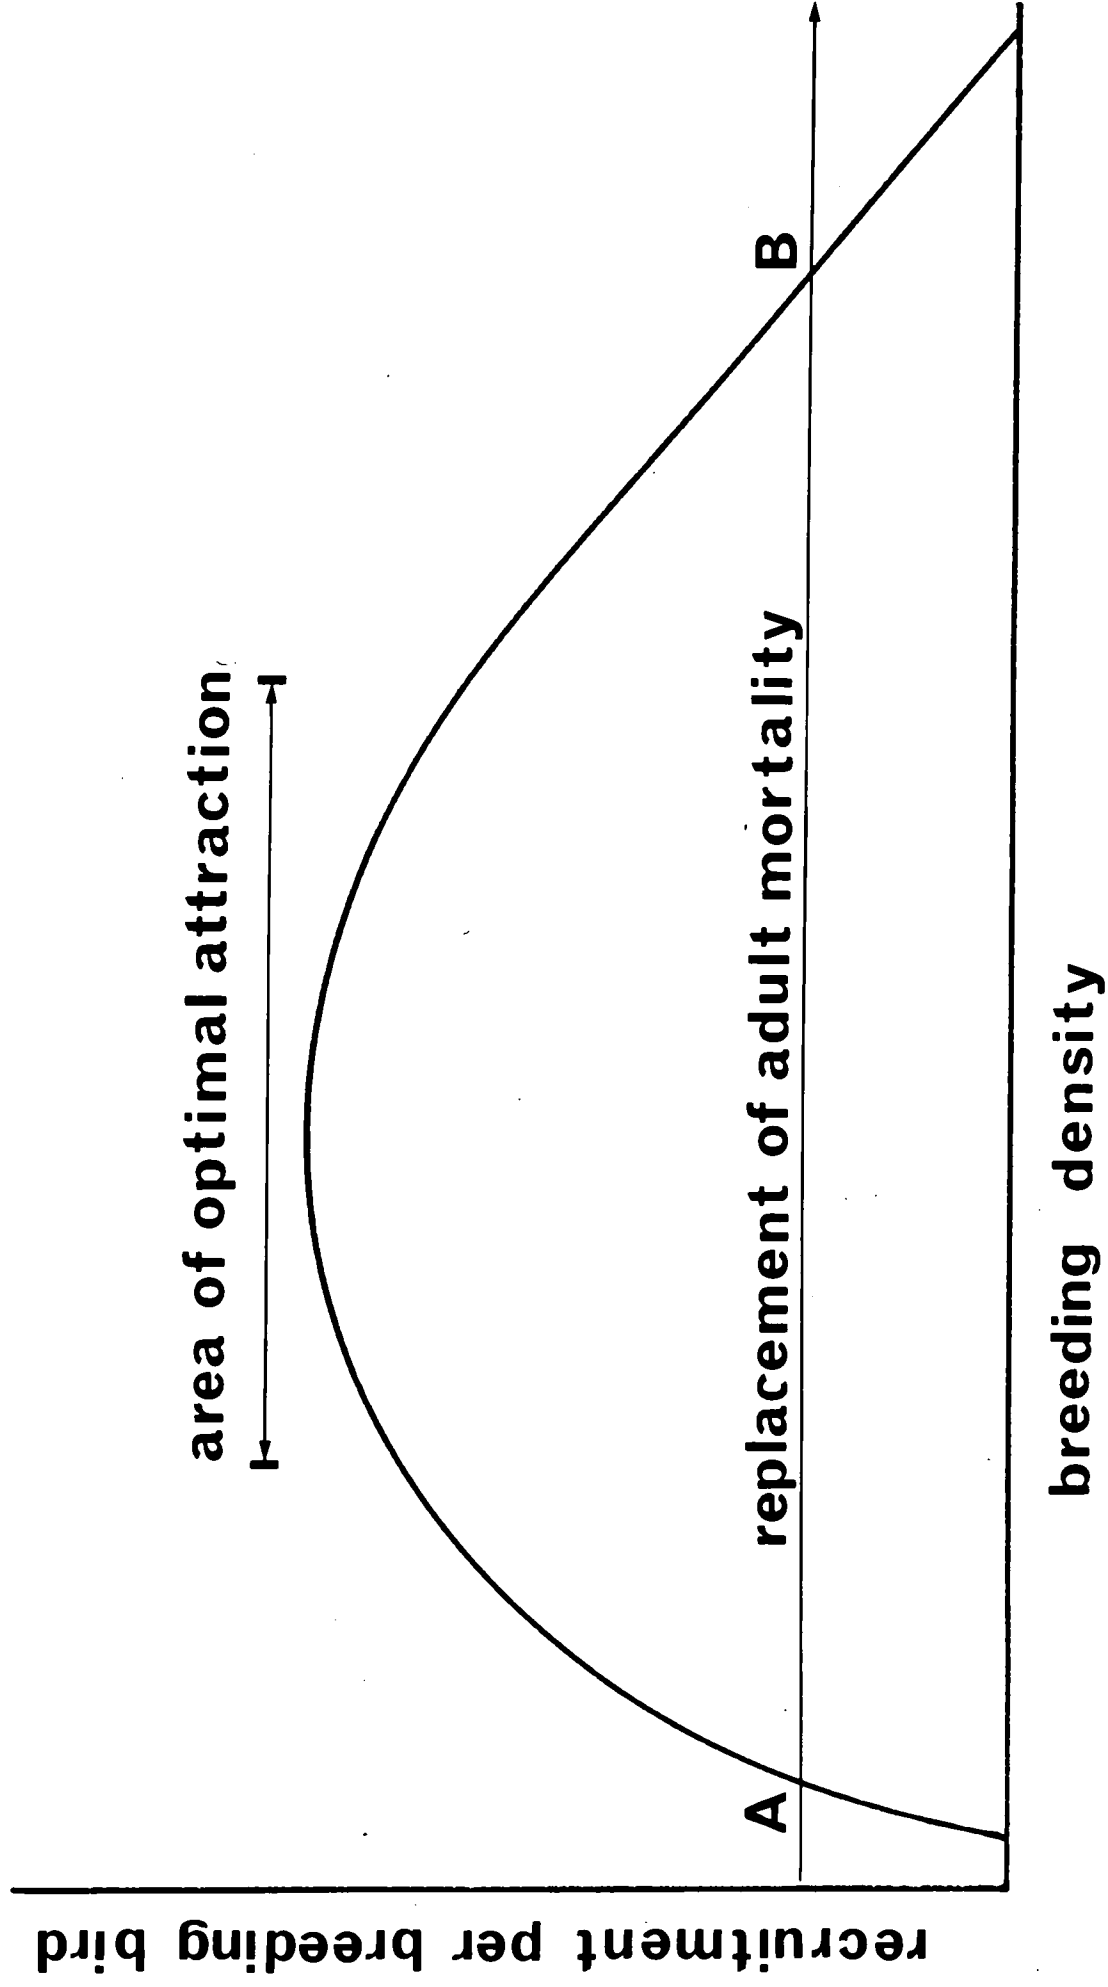 area of optimal attraction
A
B
replacement of adult mortality
breeding density
recruitment per breeding bird